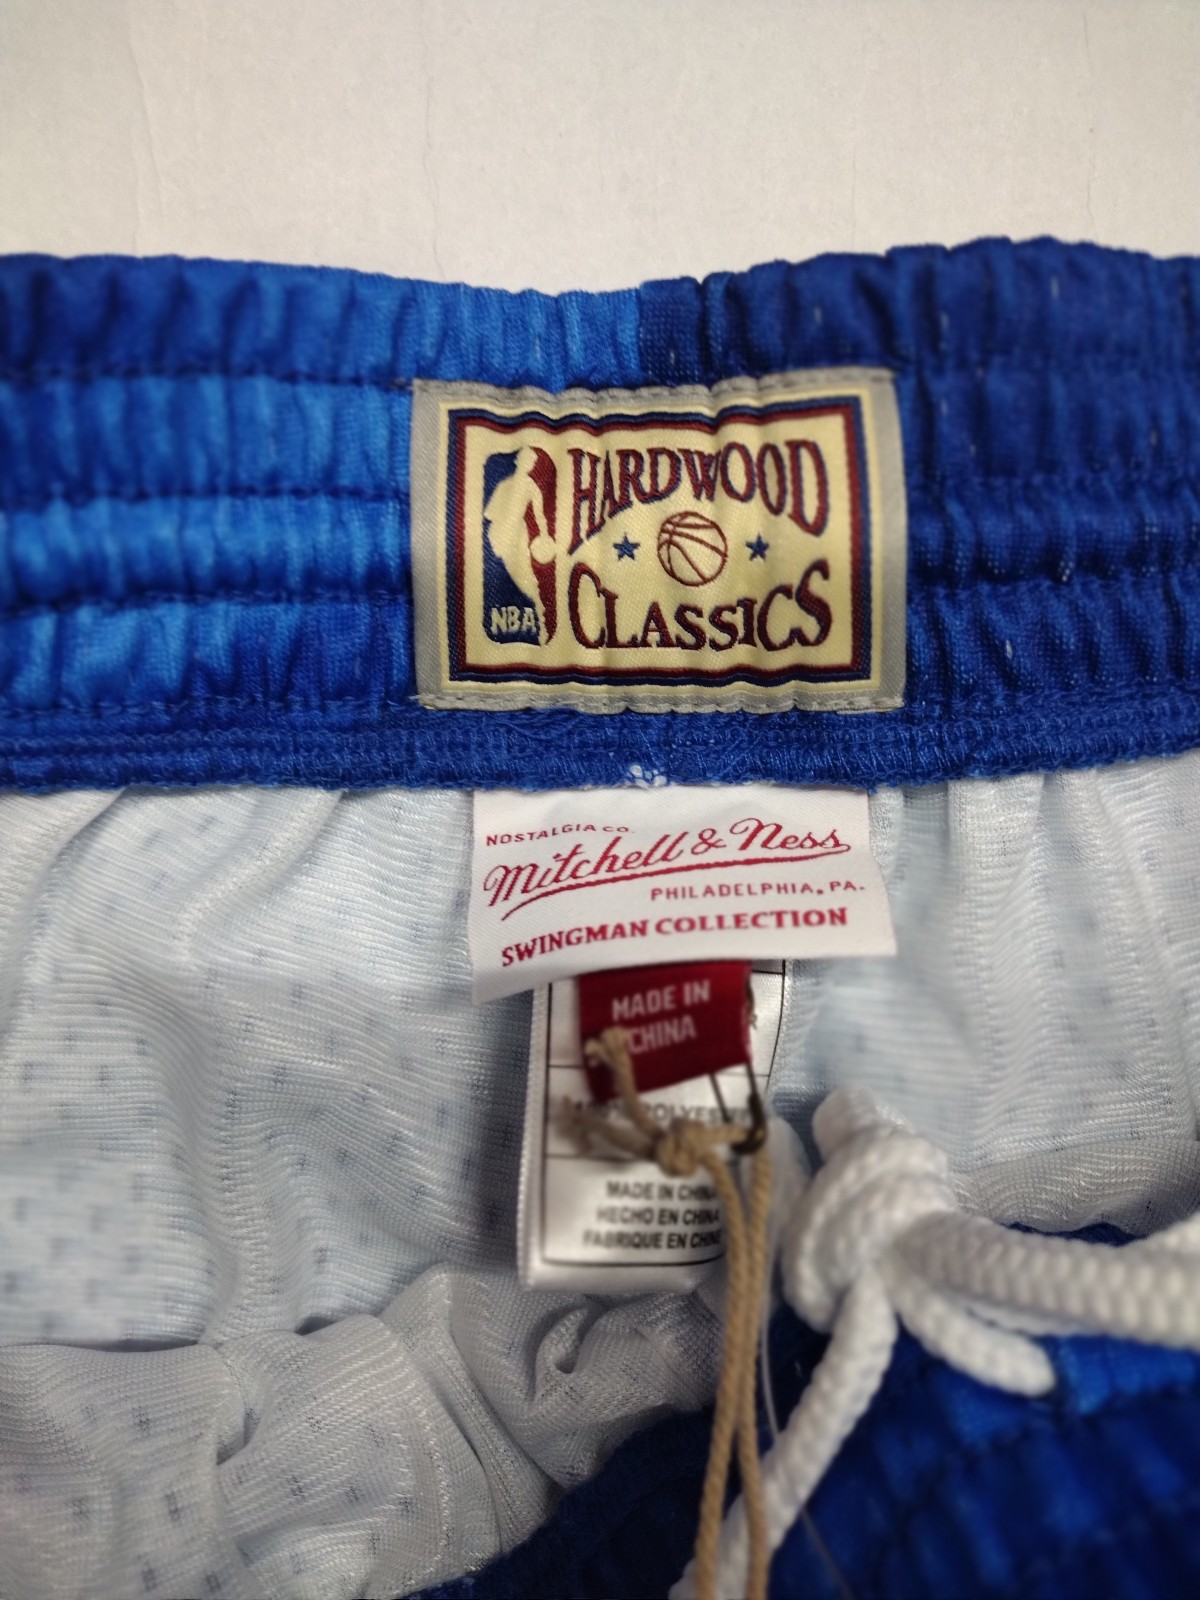 HARDWOOD
CLASSICS
NBA
NOSTALGIA CO.
Mitchell & Ness
PHILADELPHIA, PA.
SWINGMAN COLLECTION
MADE IN
CHINA
MADE IN CHINA
HECHO EN CHINA
FABRIQUE EN CHINE